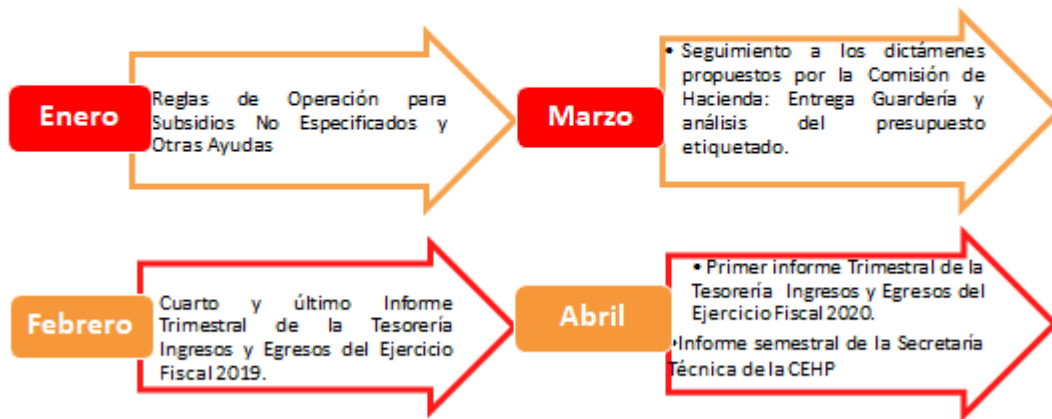 Enero
Reglas de Operación para
Subsidios No Especificados y
Otras Ayudas
Marzo
• Seguimiento a los dictámenes
propuestos por la Comisión de
Hacienda: Entrega Guardería y
análisis del presupuesto
etiquetado.
Febrero
Cuarto y último Informe
Trimestral de la Tesorería
Ingresos y Egresos del Ejercicio
Fiscal 2019.
Abril
• Primer informe Trimestral de la
Tesorería Ingresos y Egresos del
Ejercicio Fiscal 2020.
•Informe semestral de la Secretaría
Técnica de la CEHP